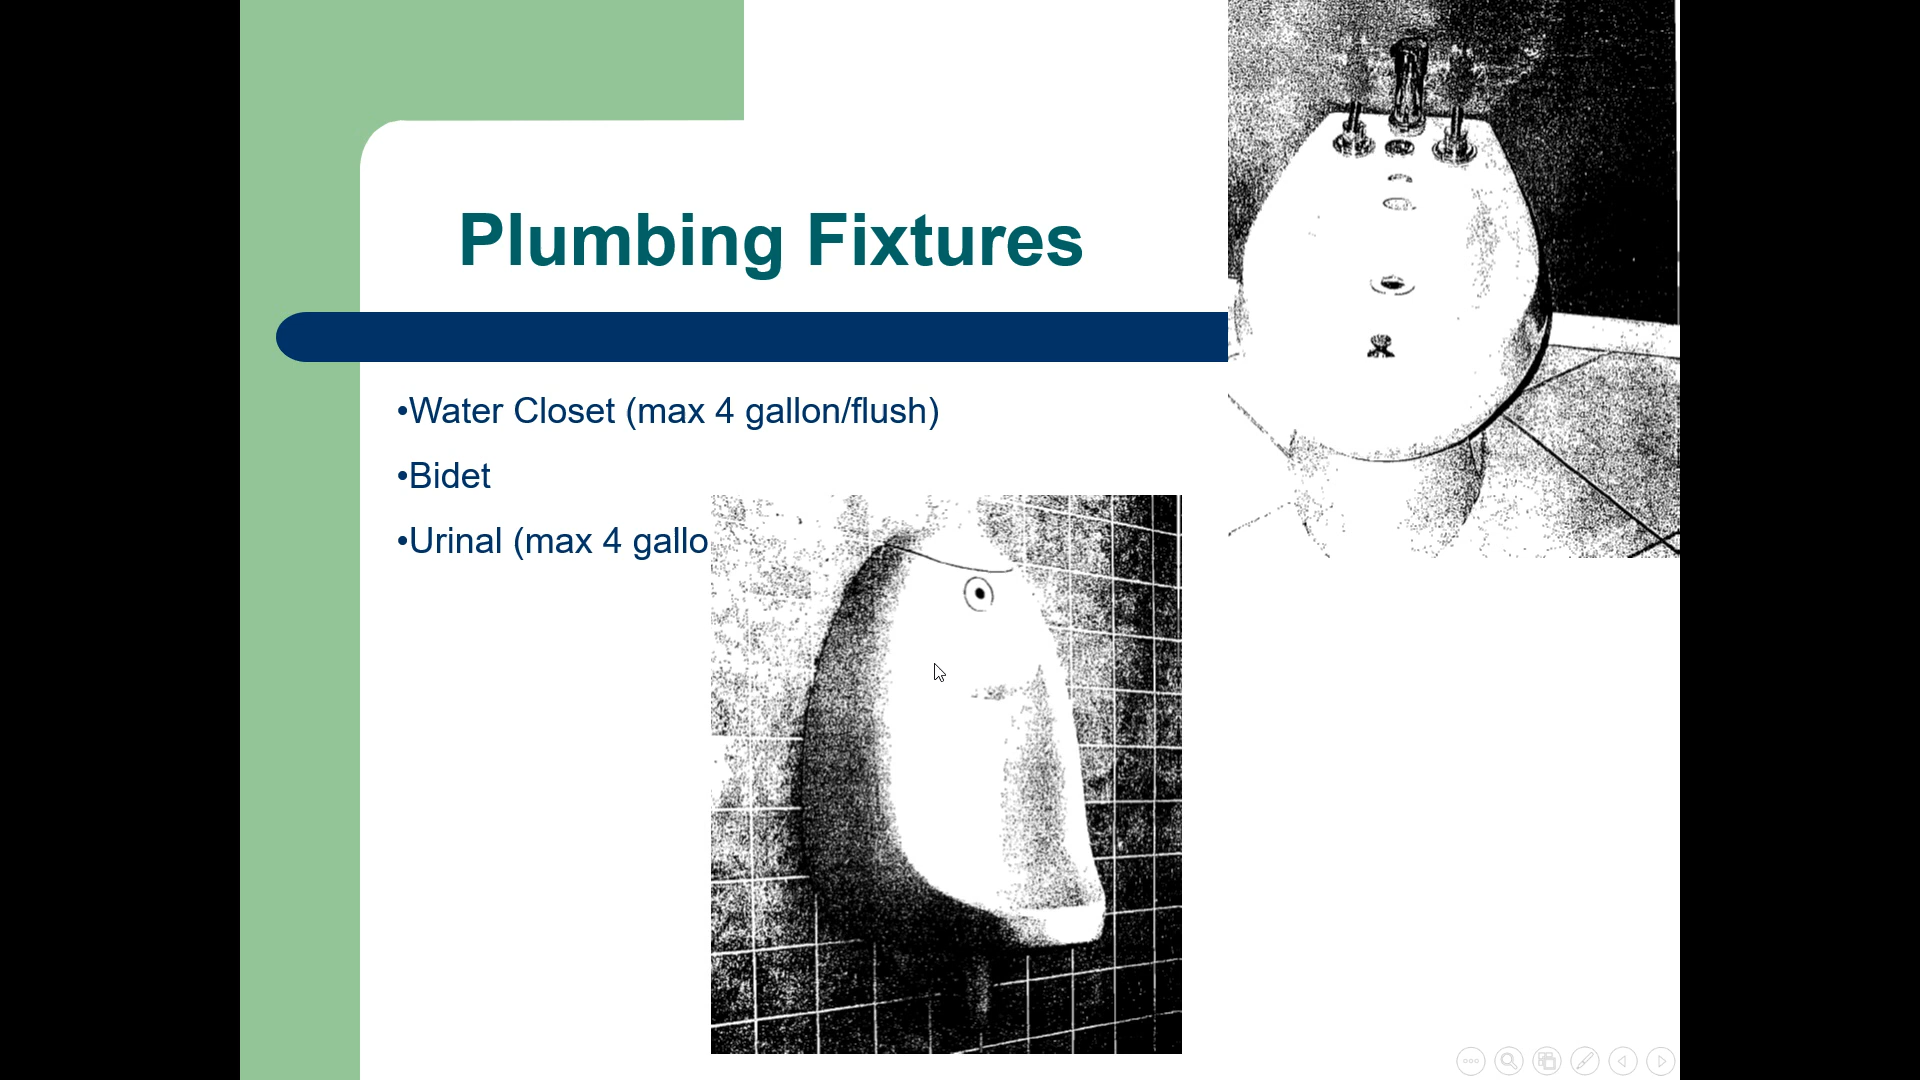 Plumbing Fixtures
•Water Closet (max 4 gallon/flush)
•Bidet
•Urinal (max 4 gallo